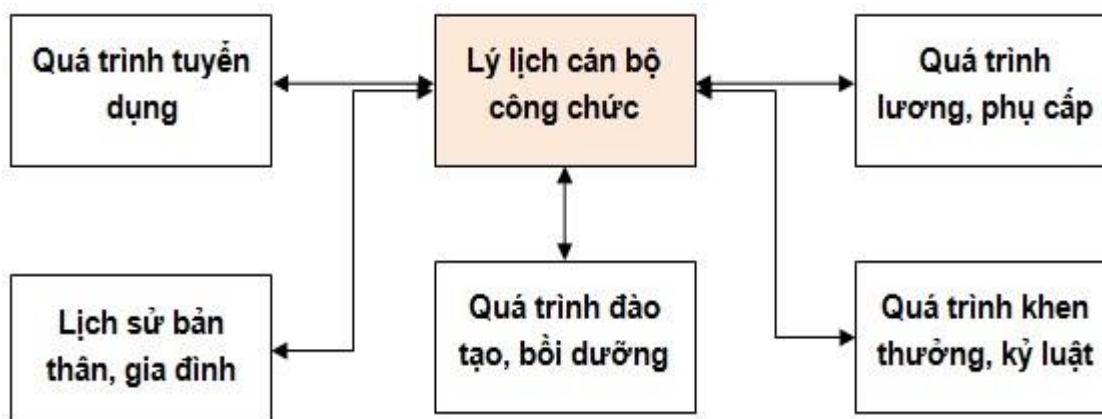 Quá trình tuyển
dụng
Lý lịch cán bộ
công chức
Quá trình
lương, phụ cấp
Lịch sử bản
thân, gia đình
Quá trình đào
tạo, bồi dưỡng
Quá trình khen
thưởng, kỷ luật